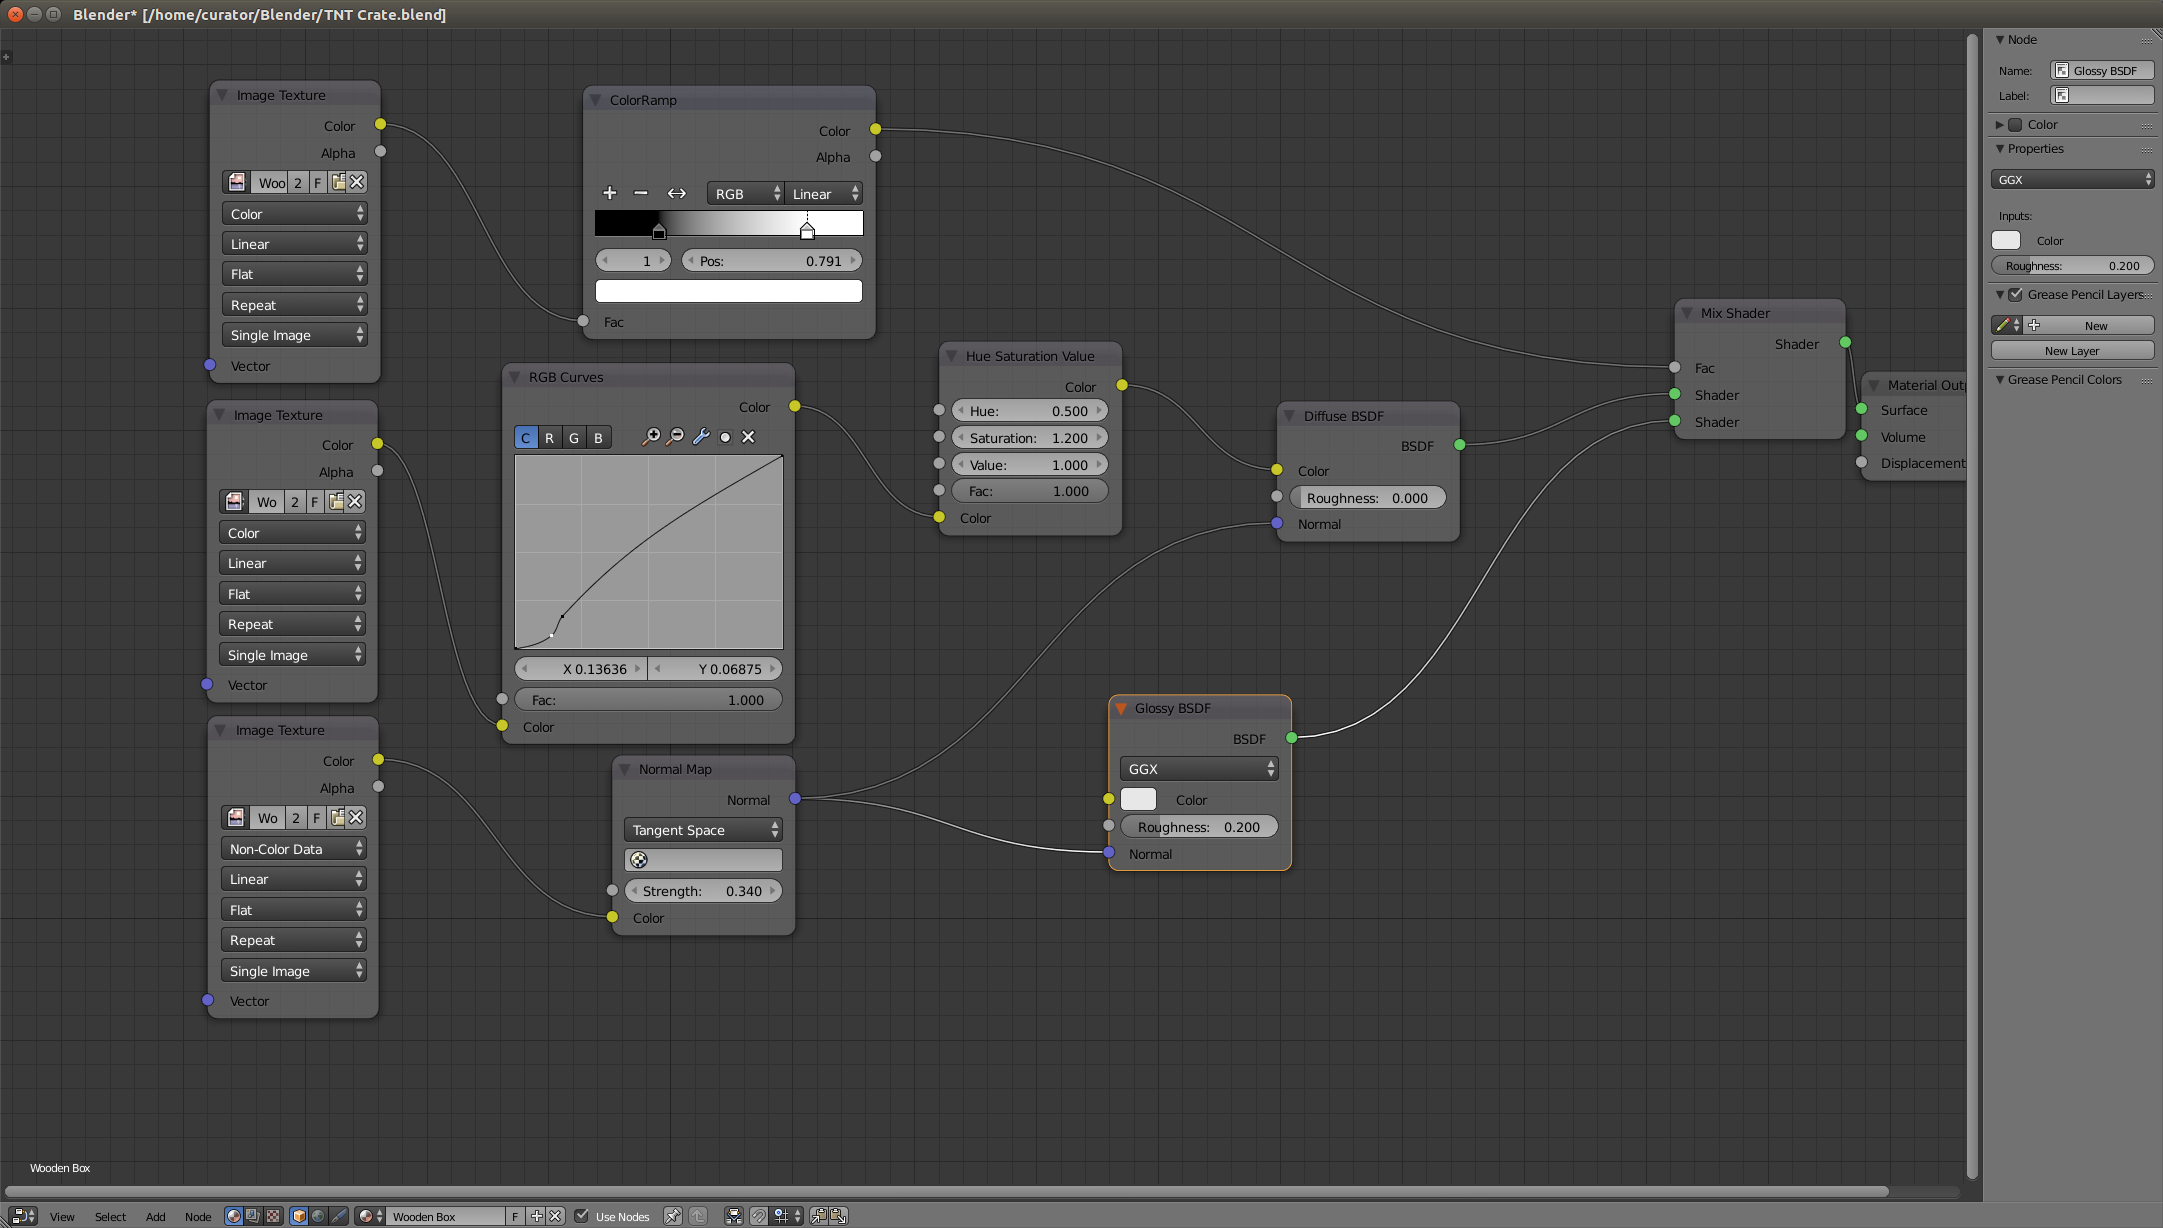 Blender* [/home/curator/Blender/TNT Crate.blend]
Image Texture
Color
Alpha
Woo 2 F
Color
Linear
Flat
Repeat
Single Image
Vector
Image Texture
Color
Alpha
Wo 2 F
Color
Linear
Flat
Repeat
Single Image
Vector
Image Texture
Color
Alpha
Wo 2 F
Non-Color Data
Linear
Flat
Repeat
Single Image
Vector
ColorRamp
Color
Alpha
RGB Linear
1 Pos: 0.791
Fac
RGB Curves
Color
C R G B
X 0.13636 Y 0.06875
Fac: 1.000
Color
Normal Map
Normal
Tangent Space
Strength: 0.340
Color
Hue Saturation Value
Color
Hue: 0.500
Saturation: 1.200
Value: 1.000
Fac: 1.000
Color
Diffuse BSDF
BSDF
Color
Roughness: 0.000
Normal
Glossy BSDF
BSDF
GGX
Color
Roughness: 0.200
Normal
Mix Shader
Shader
Fac
Shader
Shader
Material Out
Surface
Volume
Displacement
Node
Name: Glossy BSDF
Label:
Color
Properties
GGX
Inputs:
Color
Roughness: 0.200
Grease Pencil Layers
New
New Layer
Grease Pencil Colors
Wooden Box
View Select Add Node Wooden Box F Use Nodes